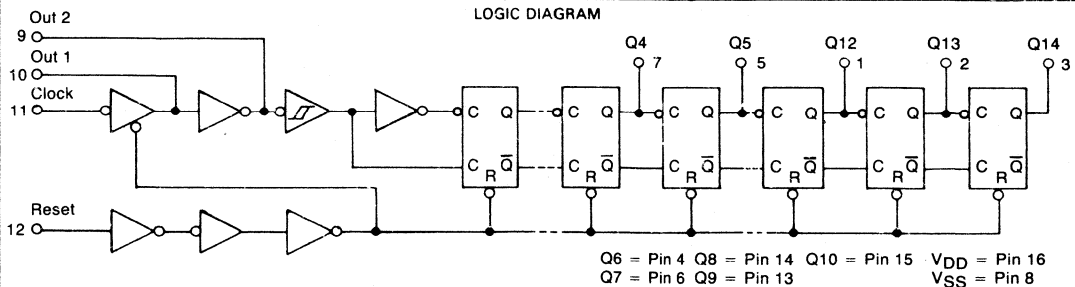 LOGIC DIAGRAM
Out 2
9
Out 1
10
Clock
11
Reset
12
Q4
7
Q5
5
Q12
1
Q13
2
Q14
3
C Q
C R Q̅
C Q
C R Q̅
C Q
C R Q̅
C Q
C R Q̅
C Q
C R Q̅
C Q
C R Q̅
Q6 = Pin 4 Q8 = Pin 14 Q10 = Pin 15 VDD = Pin 16
Q7 = Pin 6 Q9 = Pin 13 VSS = Pin 8